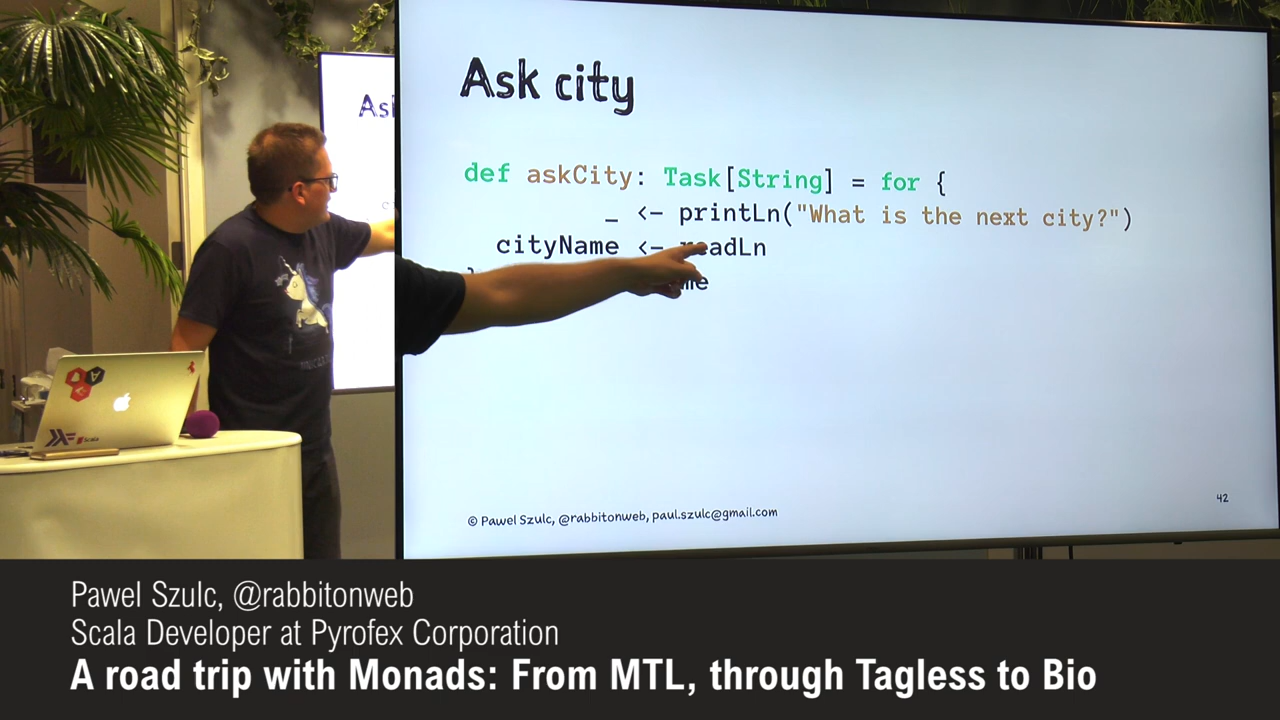 Ask city
def askCity: Task[String] = for {
_ <- printLn("What is the next city?")
cityName <- readLn
© Pawel Szulc, @rabbitonweb, paul.szulc@gmail.com
42
Scala
Pawel Szulc, @rabbitonweb
Scala Developer at Pyrofex Corporation
A road trip with Monads: From MTL, through Tagless to Bio